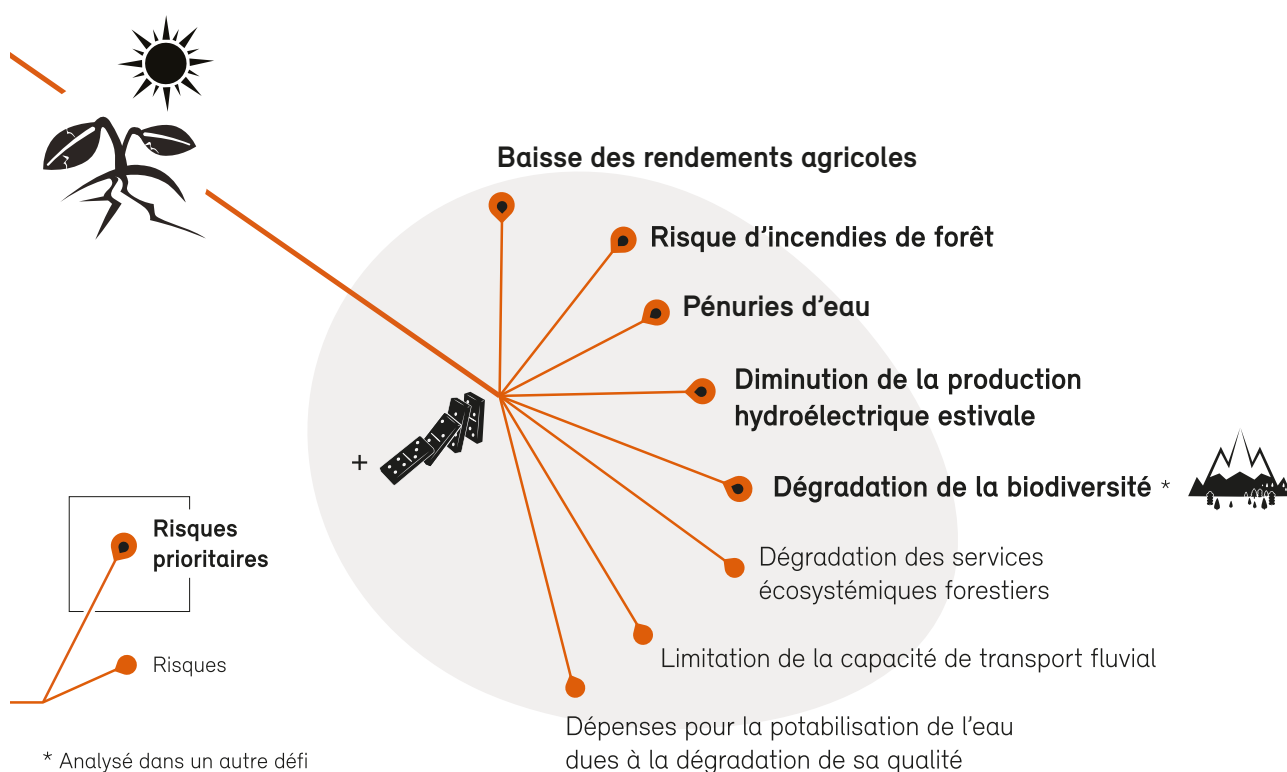 Baisse des rendements agricoles
Risque d'incendies de forêt
Pénuries d'eau
Diminution de la production
hydroélectrique estivale
+
Dégradation de la biodiversité *
Risques
prioritaires
Dégradation des services
écosystémiques forestiers
Limitation de la capacité de transport fluvial
Risques
Dépenses pour la potabilisation de l'eau
dues à la dégradation de sa qualité
* Analysé dans un autre défi